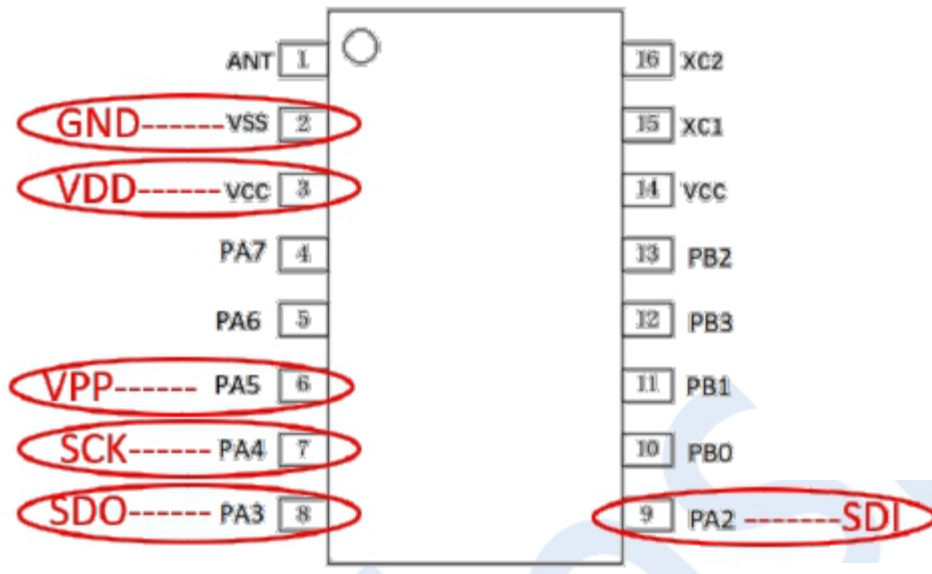 ANT 1 16 XC2
GND------VSS 2 15 XC1
VDD------VCC 3 14 VCC
PA7 4 13 PB2
PA6 5 12 PB3
VPP------PA5 6 11 PB1
SCK------PA4 7 10 PB0
SDO------PA3 8 9 PA2-------SDI